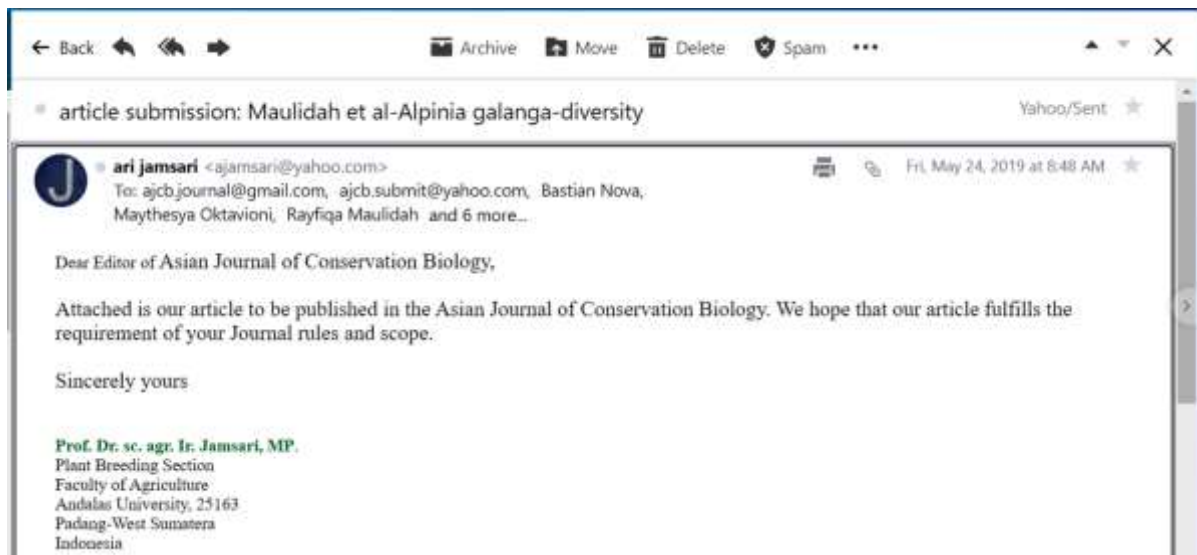 ← Back Archive Move Delete Spam •••
article submission: Maulidah et al-Alpinia galanga-diversity Yahoo/Sent
J
ari jamsari <ajamsari@yahoo.com> Fri, May 24, 2019 at 8:48 AM
To: ajcb.journal@gmail.com, ajcb.submit@yahoo.com, Bastian Nova,
Maythesya Oktavioni, Rayfiqa Maulidah and 6 more...
Dear Editor of Asian Journal of Conservation Biology,
Attached is our article to be published in the Asian Journal of Conservation Biology. We hope that our article fulfills the
requirement of your Journal rules and scope.
Sincerely yours
Prof. Dr. sc. agr. Ir. Jamsari, MP.
Plant Breeding Section
Faculty of Agriculture
Andalas University, 25163
Padang-West Sumatera
Indonesia